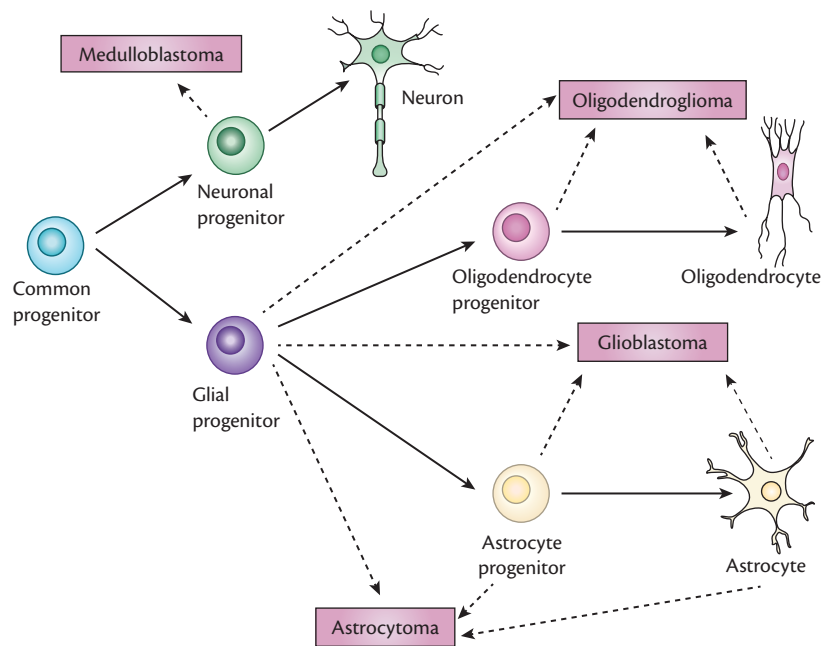 Medulloblastoma
Neuron
Oligodendroglioma
Neuronal
progenitor
Common
progenitor
Oligodendrocyte
progenitor
Oligodendrocyte
Glial
progenitor
Glioblastoma
Astrocyte
progenitor
Astrocyte
Astrocytoma